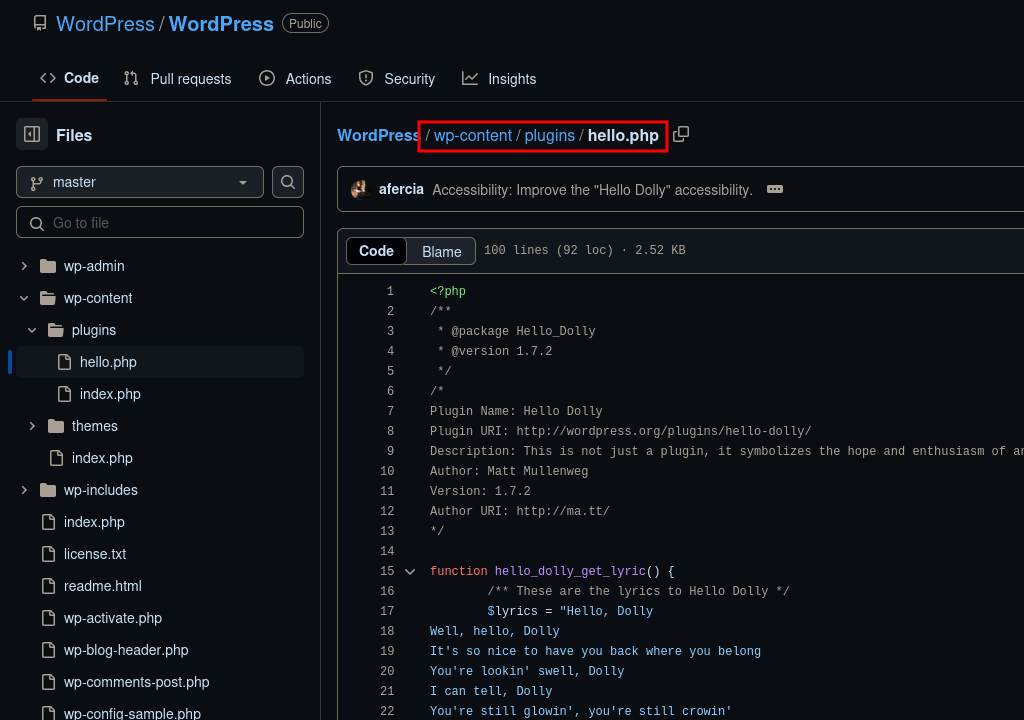 WordPress / WordPress Public
Code Pull requests Actions Security Insights
Files
master
Go to file
wp-admin
wp-content
plugins
hello.php
index.php
themes
index.php
wp-includes
index.php
license.txt
readme.html
wp-activate.php
wp-blog-header.php
wp-comments-post.php
wp-config-sample.php
WordPress / wp-content / plugins / hello.php
afercia Accessibility: Improve the "Hello Dolly" accessibility.
Code Blame 100 lines (92 loc) · 2.52 KB
1 <?php
2 /**
3 * @package Hello_Dolly
4 * @version 1.7.2
5 */
6 /*
7 Plugin Name: Hello Dolly
8 Plugin URI: http://wordpress.org/plugins/hello-dolly/
9 Description: This is not just a plugin, it symbolizes the hope and enthusiasm of
10 Author: Matt Mullenweg
11 Version: 1.7.2
12 Author URI: http://ma.tt/
13 */
14
15 function hello_dolly_get_lyric() {
16 /** These are the lyrics to Hello Dolly */
17 $lyrics = "Hello, Dolly
18 Well, hello, Dolly
19 It's so nice to have you back where you belong
20 You're lookin' swell, Dolly
21 I can tell, Dolly
22 You're still glowin', you're still crowin'